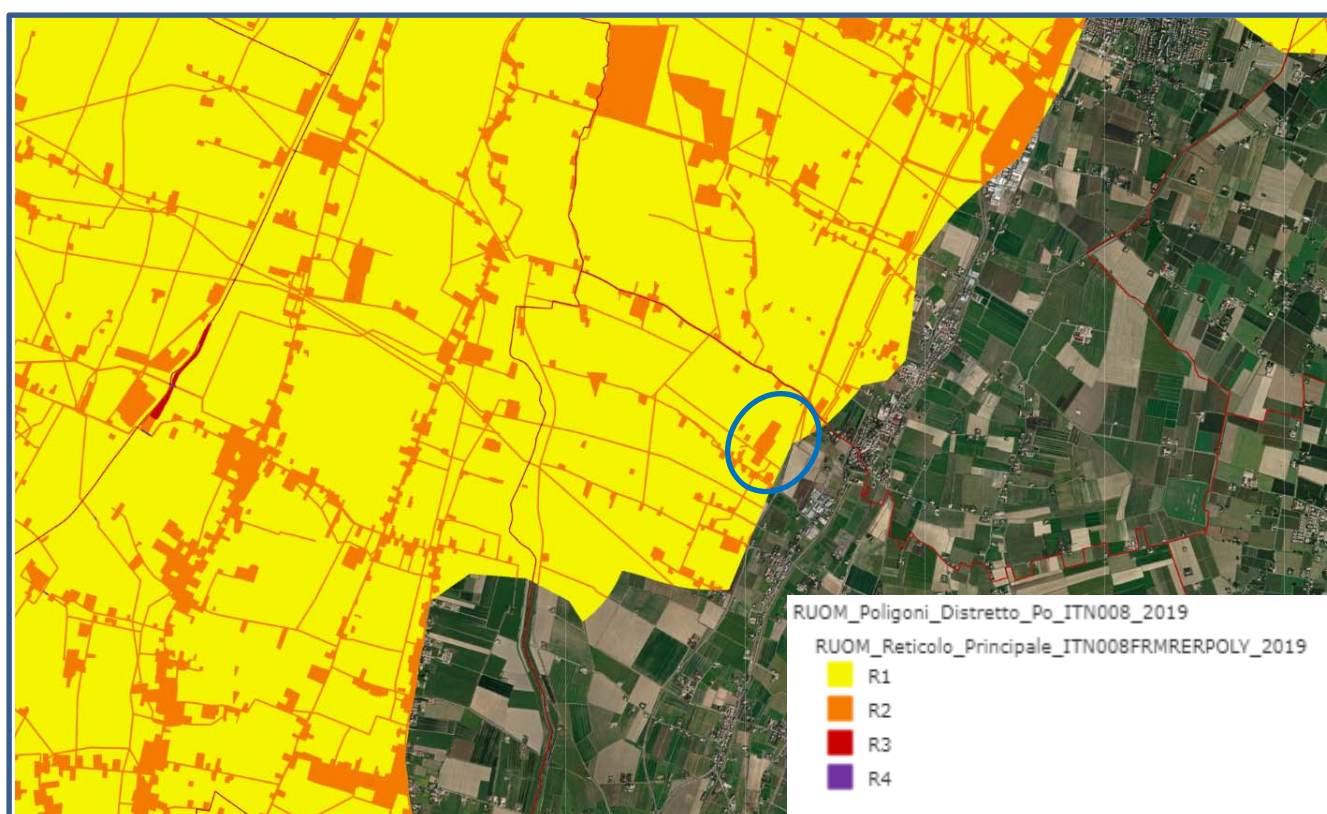 RUOM_Poligoni_Distretto_Po_ITN008_2019
RUOM_Reticolo_Principale_ITN008FRMRERPOLY_2019
R1
R2
R3
R4